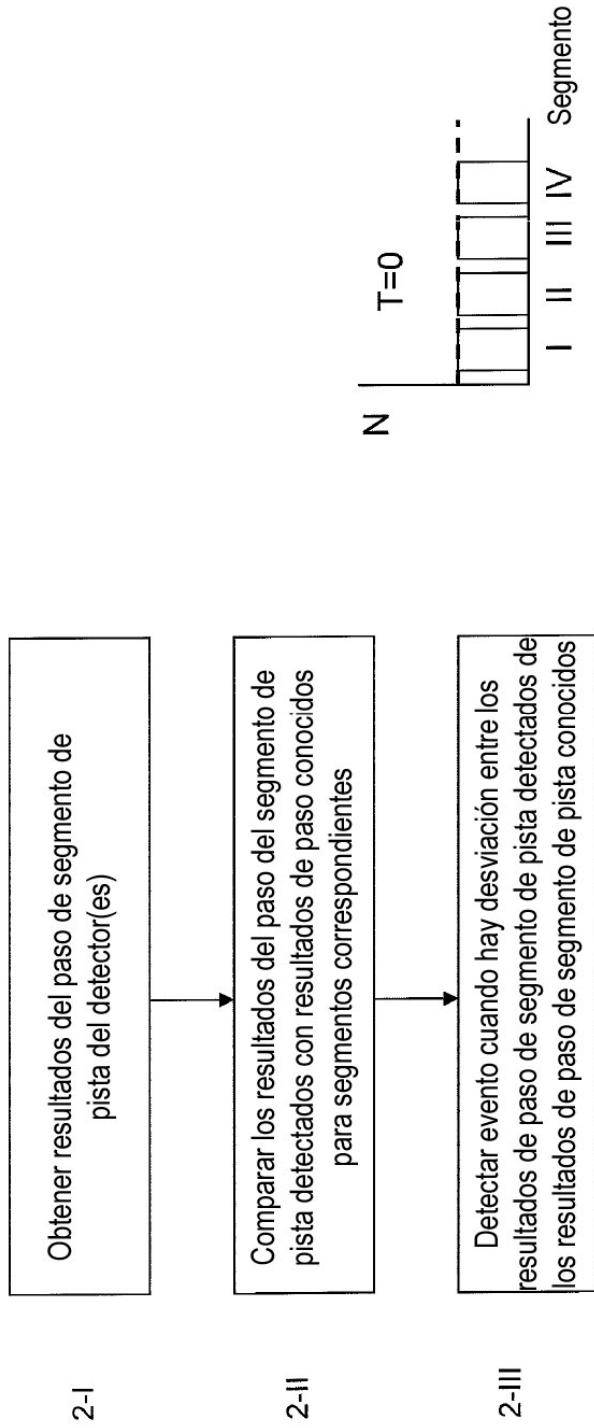 2-I
Obtener resultados del paso de segmento de
pista del detector(es)
2-II
Comparar los resultados del paso del segmento de
pista detectados con resultados de paso conocidos
para segmentos correspondientes
2-III
Detectar evento cuando hay desviación entre los
resultados de paso de segmento de pista detectados de
los resultados de paso de segmento de pista conocidos
N
T=0
I II III IV Segmento